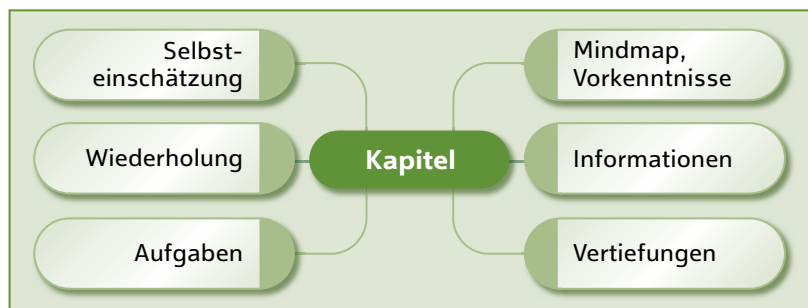 Selbst-
einschätzung
Mindmap,
Vorkenntnisse
Wiederholung
Kapitel
Informationen
Aufgaben
Vertiefungen